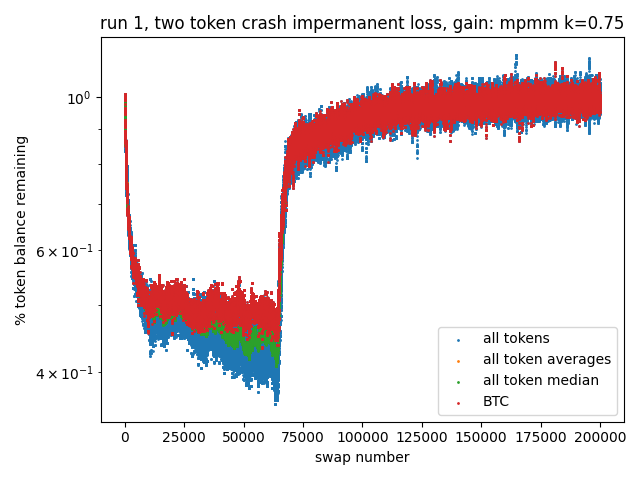 run 1, two token crash impermanent loss, gain: mpmm k=0.75
% token balance remaining
10⁰
6 × 10⁻¹
4 × 10⁻¹
all tokens
all token averages
all token median
BTC
0 25000 50000 75000 100000 125000 150000 175000 200000
swap number